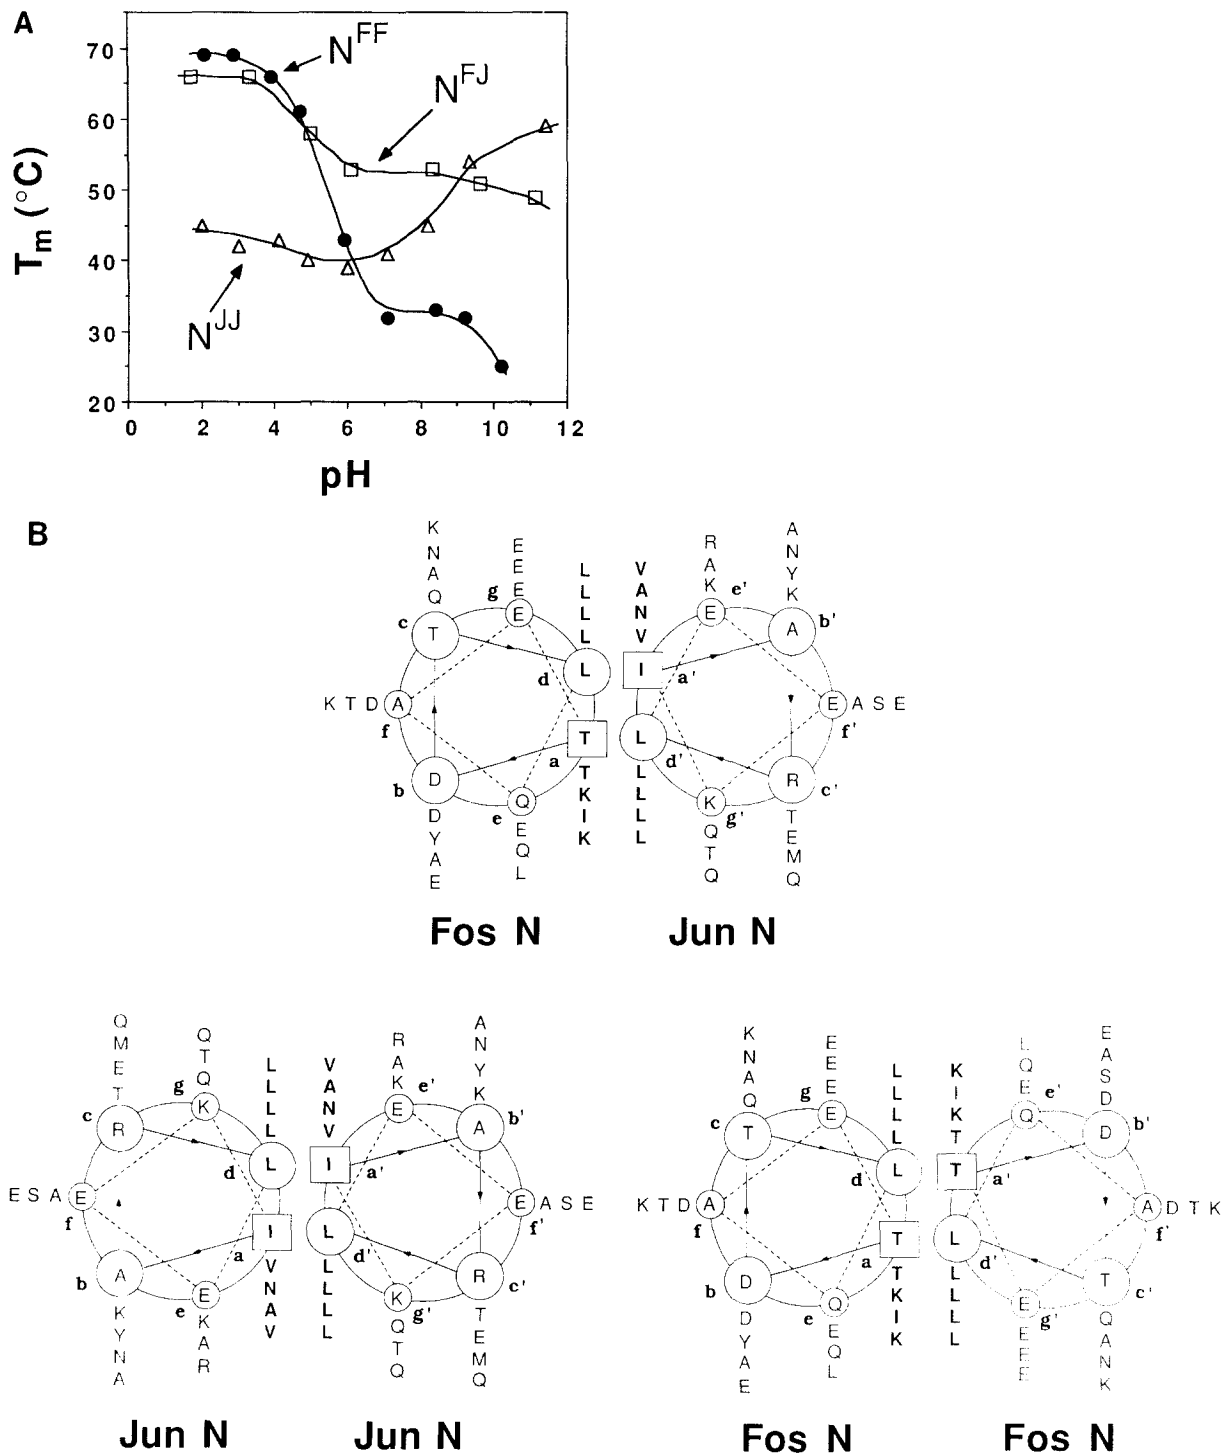 A
N^FF
N^FJ
N^JJ
70
60
50
40
30
20
0 2 4 6 8 10 12
T_m (°C)
pH
B
K N A Q T
E E E E E
L L L L L
V A N V I
R A K E
A N Y K A
g
e'
c
b'
d
a'
K T D A
E A S E
f
f'
a
d'
b
c'
e
g'
D D Y A E
Q E Q L
T T K I K
L L L L L
K Q T Q
R T E M Q
Fos N Jun N
Q M E T R
Q T Q K
L L L L L
V A N V I
R A K E
A N Y K A
g
e'
c
b'
d
a'
E S A E
E A S E
f
f'
a
d'
b
c'
e
g'
A K Y N A
E K A R
I V N A V
L L L L L
K Q T Q
R T E M Q
Jun N Jun N
K N A Q T
E E E E E
L L L L L
K I K T T
L Q E Q
E A S D D
g
e'
c
b'
d
a'
K T D A
A D T K
f
f'
a
d'
b
c'
e
g'
D D Y A E
Q E Q L
T T K I K
L L L L L
E E E E E
T Q A N K
Fos N Fos N